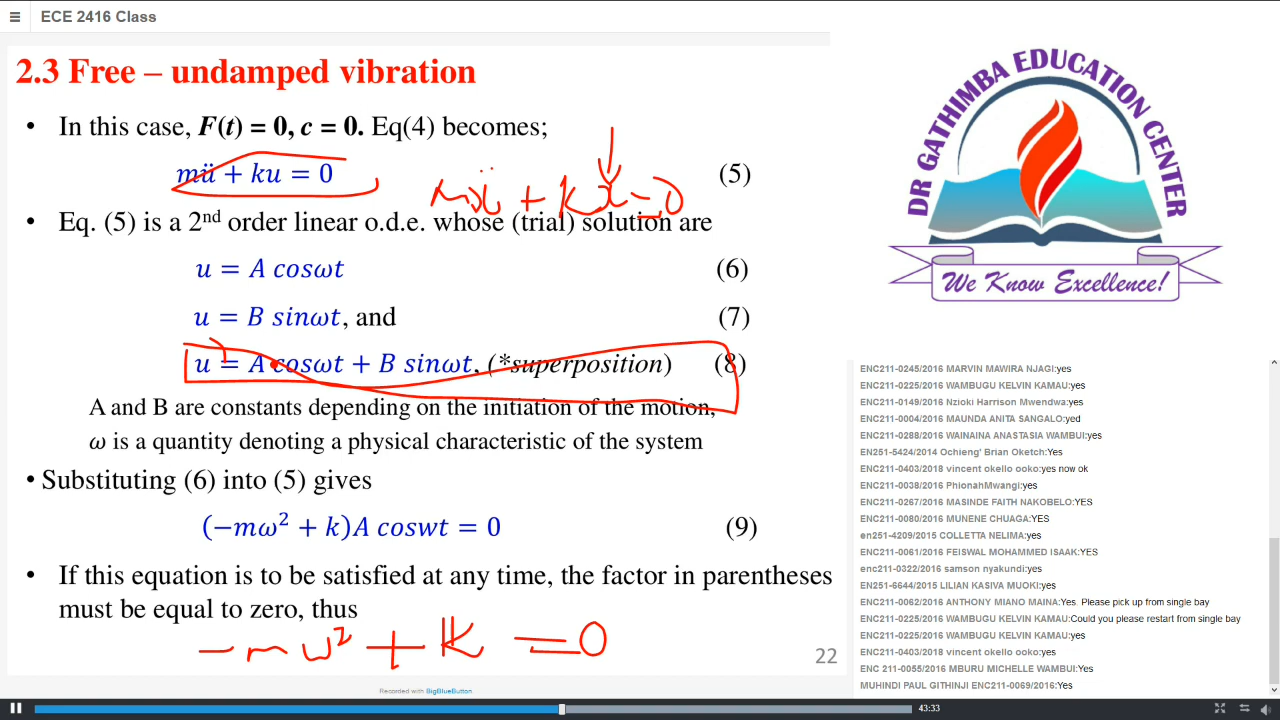 ECE 2416 Class
2.3 Free – undamped vibration
• In this case, F(t) = 0, c = 0. Eq(4) becomes;
mü + ku = 0 (5)
mẍ + kx = 0
• Eq. (5) is a 2nd order linear o.d.e. whose (trial) solution are
u = A cosωt (6)
u = B sinωt, and (7)
u = A cosωt + B sinωt, (*superposition) (8)
A and B are constants depending on the initiation of the motion,
ω is a quantity denoting a physical characteristic of the system
• Substituting (6) into (5) gives
(−mω² + k)A coswt = 0 (9)
• If this equation is to be satisfied at any time, the factor in parentheses
must be equal to zero, thus
−mω² + k = 0
22
Recorded with BigBlueButton
DR GATHIMBA EDUCATION CENTER
We Know Excellence!
ENC211-0245/2016 MARVIN MAWIRA NJAGI:yes
ENC211-0225/2016 WAMBUGU KELVIN KAMAU:yes
ENC211-0149/2016 Nzioki Harrison Mwendwa:yes
ENC211-0004/2016 MAUNDA ANITA SANGALO:yed
ENC211-0288/2016 WAINAINA ANASTASIA WAMBUI:yes
EN251-5424/2014 Ochieng' Brian Oketch:Yes
ENC211-0403/2018 vincent okello ooko:yes now ok
ENC211-0038/2016 PhionahMwangi:yes
ENC211-0267/2016 MASINDE FAITH NAKOBELO:YES
ENC211-0080/2016 MUNENE CHUAGA:YES
en251-4209/2015 COLLETTA NELIMA:yes
ENC211-0061/2016 FEISWAL MOHAMMED ISAAK:YES
enc211-0322/2016 samson nyakundi:yes
EN251-6644/2015 LILIAN KASIVA MUOKI:yes
ENC211-0062/2016 ANTHONY MIANO MAINA:Yes. Please pick up from single bay
ENC211-0225/2016 WAMBUGU KELVIN KAMAU:Could you please restart from single bay
ENC211-0225/2016 WAMBUGU KELVIN KAMAU:yes
ENC211-0403/2018 vincent okello ooko:yes
ENC 211-0055/2016 MBURU MICHELLE WAMBUI:Yes
MUHINDI PAUL GITHINJI ENC211-0069/2016:Yes
43:33